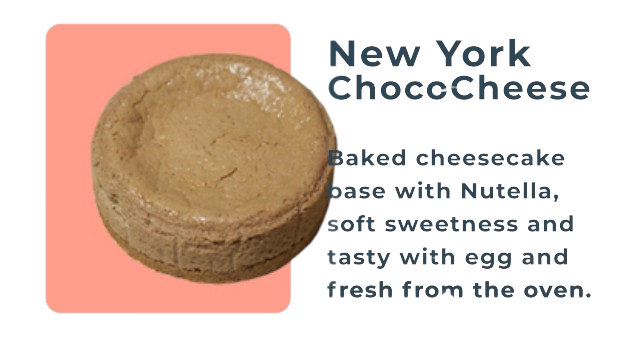 New York
ChocoCheese
Baked cheesecake
base with Nutella,
soft sweetness and
tasty with egg and
fresh from the oven.